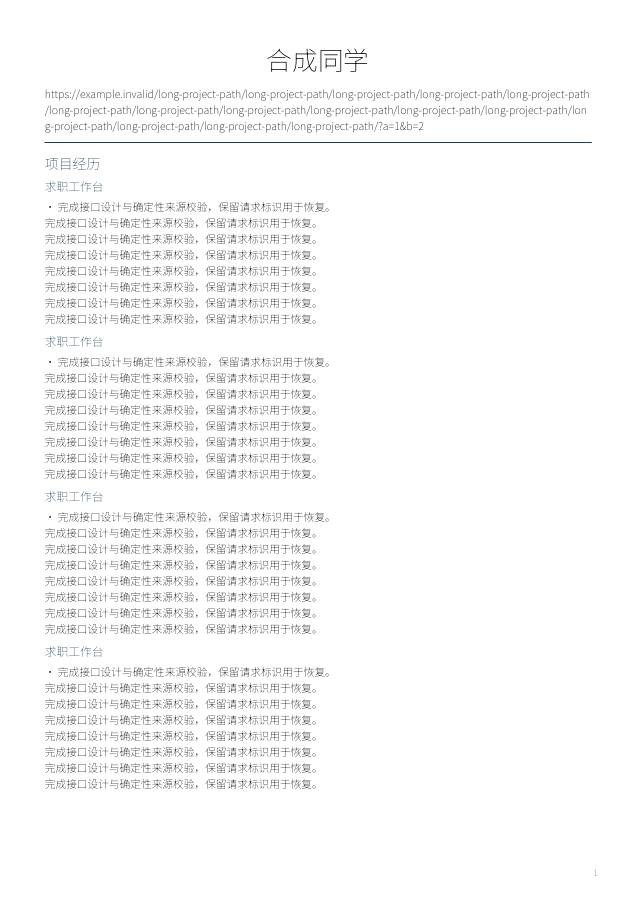 合成同学
https://example.invalid/long-project-path/long-project-path/long-project-path/long-project-path/long-project-path
/long-project-path/long-project-path/long-project-path/long-project-path/long-project-path/long-project-path/lon
g-project-path/long-project-path/long-project-path/long-project-path/?a=1&b=2
项目经历
求职工作台
• 完成接口设计与确定性来源校验，保留请求标识用于恢复。
完成接口设计与确定性来源校验，保留请求标识用于恢复。
完成接口设计与确定性来源校验，保留请求标识用于恢复。
完成接口设计与确定性来源校验，保留请求标识用于恢复。
完成接口设计与确定性来源校验，保留请求标识用于恢复。
完成接口设计与确定性来源校验，保留请求标识用于恢复。
完成接口设计与确定性来源校验，保留请求标识用于恢复。
完成接口设计与确定性来源校验，保留请求标识用于恢复。
求职工作台
• 完成接口设计与确定性来源校验，保留请求标识用于恢复。
完成接口设计与确定性来源校验，保留请求标识用于恢复。
完成接口设计与确定性来源校验，保留请求标识用于恢复。
完成接口设计与确定性来源校验，保留请求标识用于恢复。
完成接口设计与确定性来源校验，保留请求标识用于恢复。
完成接口设计与确定性来源校验，保留请求标识用于恢复。
完成接口设计与确定性来源校验，保留请求标识用于恢复。
完成接口设计与确定性来源校验，保留请求标识用于恢复。
求职工作台
• 完成接口设计与确定性来源校验，保留请求标识用于恢复。
完成接口设计与确定性来源校验，保留请求标识用于恢复。
完成接口设计与确定性来源校验，保留请求标识用于恢复。
完成接口设计与确定性来源校验，保留请求标识用于恢复。
完成接口设计与确定性来源校验，保留请求标识用于恢复。
完成接口设计与确定性来源校验，保留请求标识用于恢复。
完成接口设计与确定性来源校验，保留请求标识用于恢复。
完成接口设计与确定性来源校验，保留请求标识用于恢复。
求职工作台
• 完成接口设计与确定性来源校验，保留请求标识用于恢复。
完成接口设计与确定性来源校验，保留请求标识用于恢复。
完成接口设计与确定性来源校验，保留请求标识用于恢复。
完成接口设计与确定性来源校验，保留请求标识用于恢复。
完成接口设计与确定性来源校验，保留请求标识用于恢复。
完成接口设计与确定性来源校验，保留请求标识用于恢复。
完成接口设计与确定性来源校验，保留请求标识用于恢复。
完成接口设计与确定性来源校验，保留请求标识用于恢复。
1